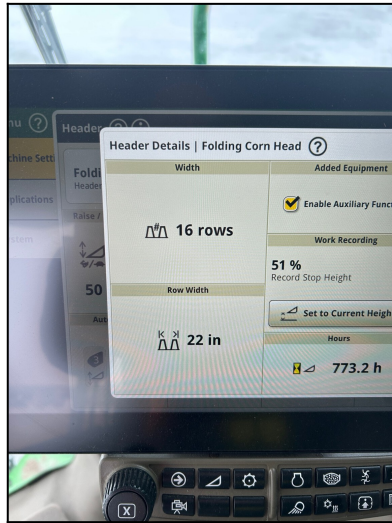 nu
Header
Header Details | Folding Corn Head
chine Setti
Foldi
Header
plications
Raise /
stem
50
Aut
3
Width
16 rows
Row Width
22 in
Added Equipment
Enable Auxiliary Func
Work Recording
51 %
Record Stop Height
Set to Current Heigh
Hours
773.2 h
X